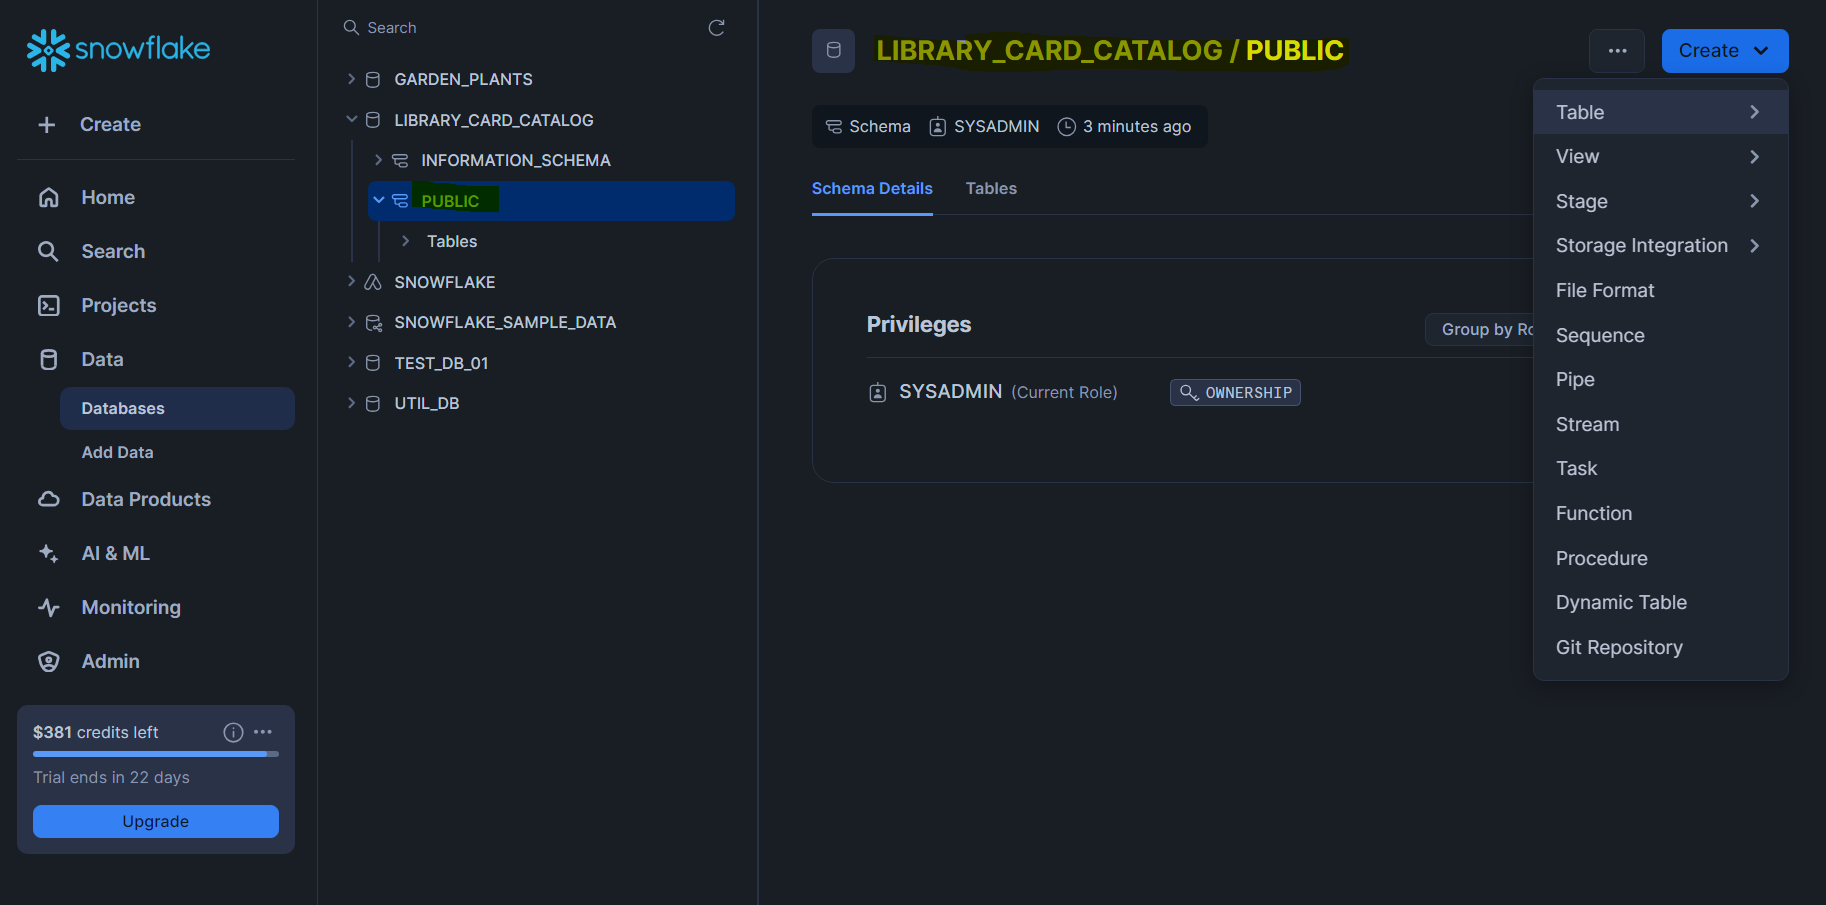 snowflake
Create
Home
Search
Projects
Data
Databases
Add Data
Data Products
AI & ML
Monitoring
Admin
$381 credits left
Trial ends in 22 days
Upgrade
Search
GARDEN_PLANTS
LIBRARY_CARD_CATALOG
INFORMATION_SCHEMA
PUBLIC
Tables
SNOWFLAKE
SNOWFLAKE_SAMPLE_DATA
TEST_DB_01
UTIL_DB
LIBRARY_CARD_CATALOG / PUBLIC
Create
Schema SYSADMIN 3 minutes ago
Schema Details Tables
Privileges
Group by Ro
SYSADMIN (Current Role) OWNERSHIP
Table
View
Stage
Storage Integration
File Format
Sequence
Pipe
Stream
Task
Function
Procedure
Dynamic Table
Git Repository